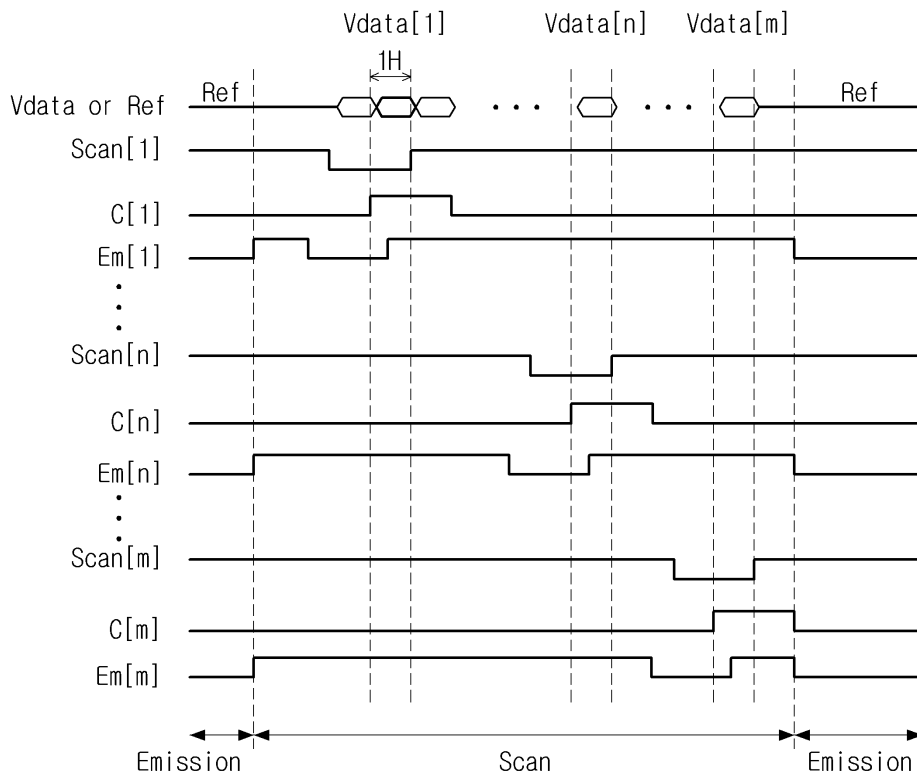 Vdata[1] Vdata[n] Vdata[m]
1H
Ref Ref
Vdata or Ref
Scan[1]
C[1]
Em[1]
Scan[n]
C[n]
Em[n]
Scan[m]
C[m]
Em[m]
Emission Scan Emission